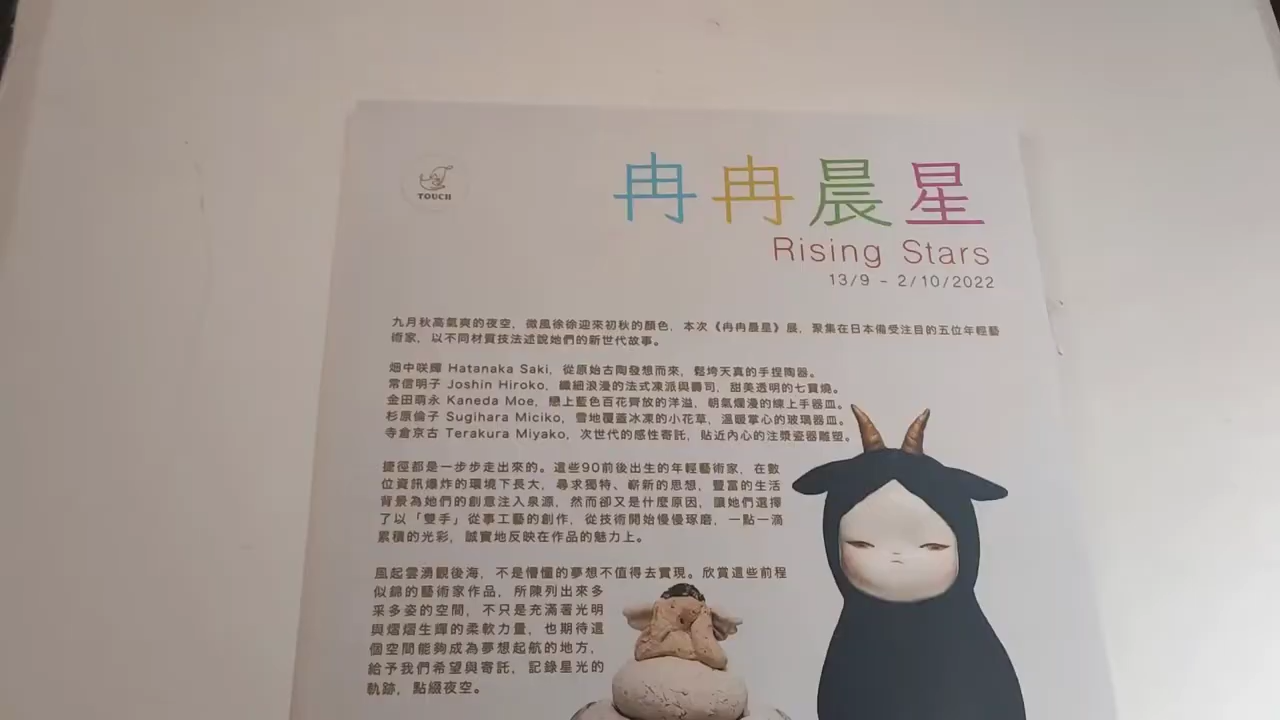 TOUCH
冉冉晨星
Rising Stars
13/9 - 2/10/2022
九月秋高氣爽的夜空，微風徐徐迎來初秋的顏色，本次《冉冉晨星》展，聚集在日本備受注目的五位年輕藝
術家，以不同材質技法述說她們的新世代故事。
畑中咲輝 Hatanaka Saki，從原始古陶發想而來，鬆垮天真的手捏陶器。
常信明子 Joshin Hiroko，纖細浪漫的法式凍派與壽司，甜美透明的七寶燒。
金田萌永 Kaneda Moe，戀上藍色百花齊放的洋溢，朝氣爛漫的練上手器皿。
杉原倫子 Sugihara Miciko，雪地覆蓋冰凍的小花草，溫暖掌心的玻璃器皿。
寺倉京古 Terakura Miyako，次世代的感性寄託，貼近內心的注漿瓷器雕塑。
捷徑都是一步步走出來的。這些90前後出生的年輕藝術家，在數
位資訊爆炸的環境下長大，尋求獨特、嶄新的思想，豐富的生活
背景為她們的創意注入泉源，然而卻又是什麼原因，讓她們選擇
了以「雙手」從事工藝的創作，從技術開始慢慢琢磨，一點一滴
累積的光彩，誠實地反映在作品的魅力上。
風起雲湧觀後海，不是懵懂的夢想不值得去實現。欣賞這些前程
似錦的藝術家作品，所陳列出來多
采多姿的空間，不只是充滿著光明
與熠熠生輝的柔軟力量，也期待這
個空間能夠成為夢想起航的地方，
給予我們希望與寄託，記錄星光的
軌跡，點綴夜空。